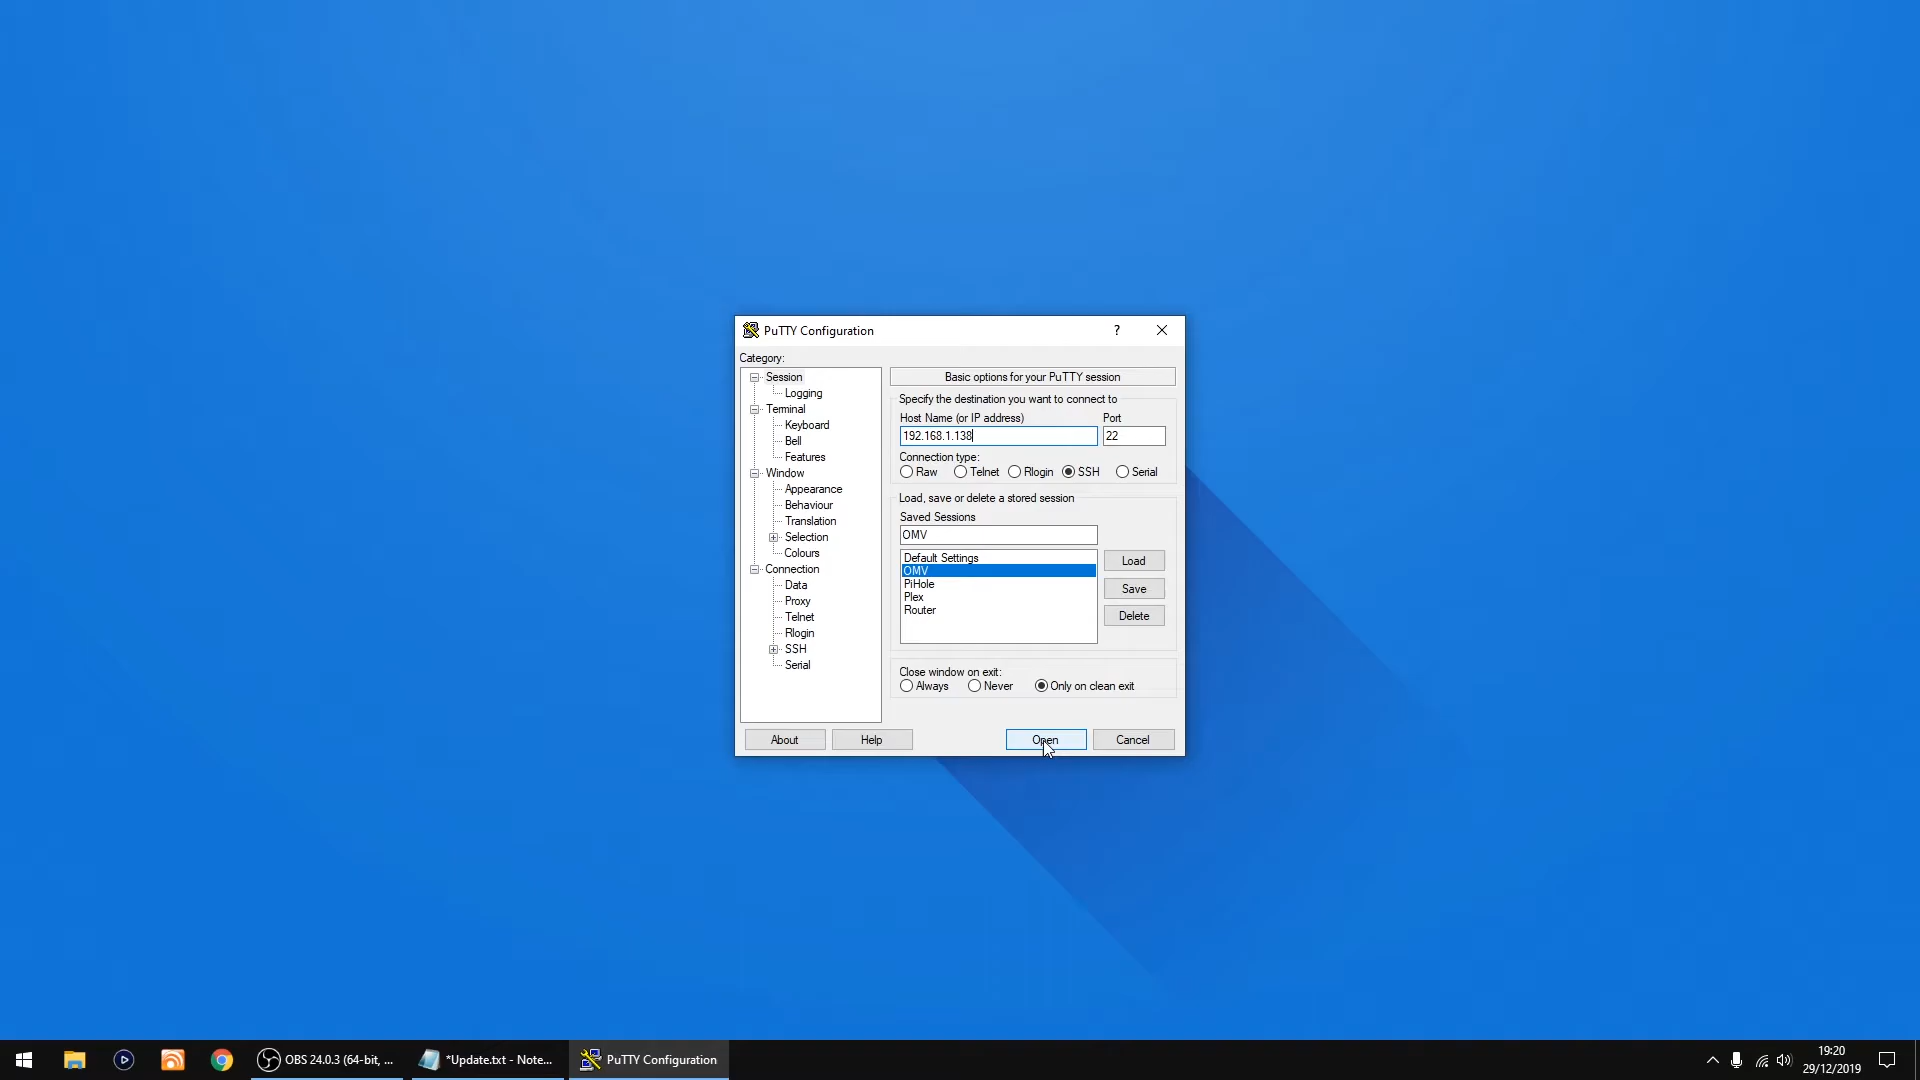 PuTTY Configuration
?
Category:
Session
Logging
Terminal
Keyboard
Bell
Features
Window
Appearance
Behaviour
Translation
Selection
Colours
Connection
Data
Proxy
Telnet
Rlogin
SSH
Serial
Basic options for your PuTTY session
Specify the destination you want to connect to
Host Name (or IP address) Port
192.168.1.138 22
Connection type:
Raw Telnet Rlogin SSH Serial
Load, save or delete a stored session
Saved Sessions
OMV
Default Settings
OMV
PiHole
Plex
Router
Load
Save
Delete
Close window on exit:
Always Never Only on clean exit
About Help Open Cancel
OBS 24.0.3 (64-bit, ... *Update.txt - Note... PuTTY Configuration
19:20
29/12/2019